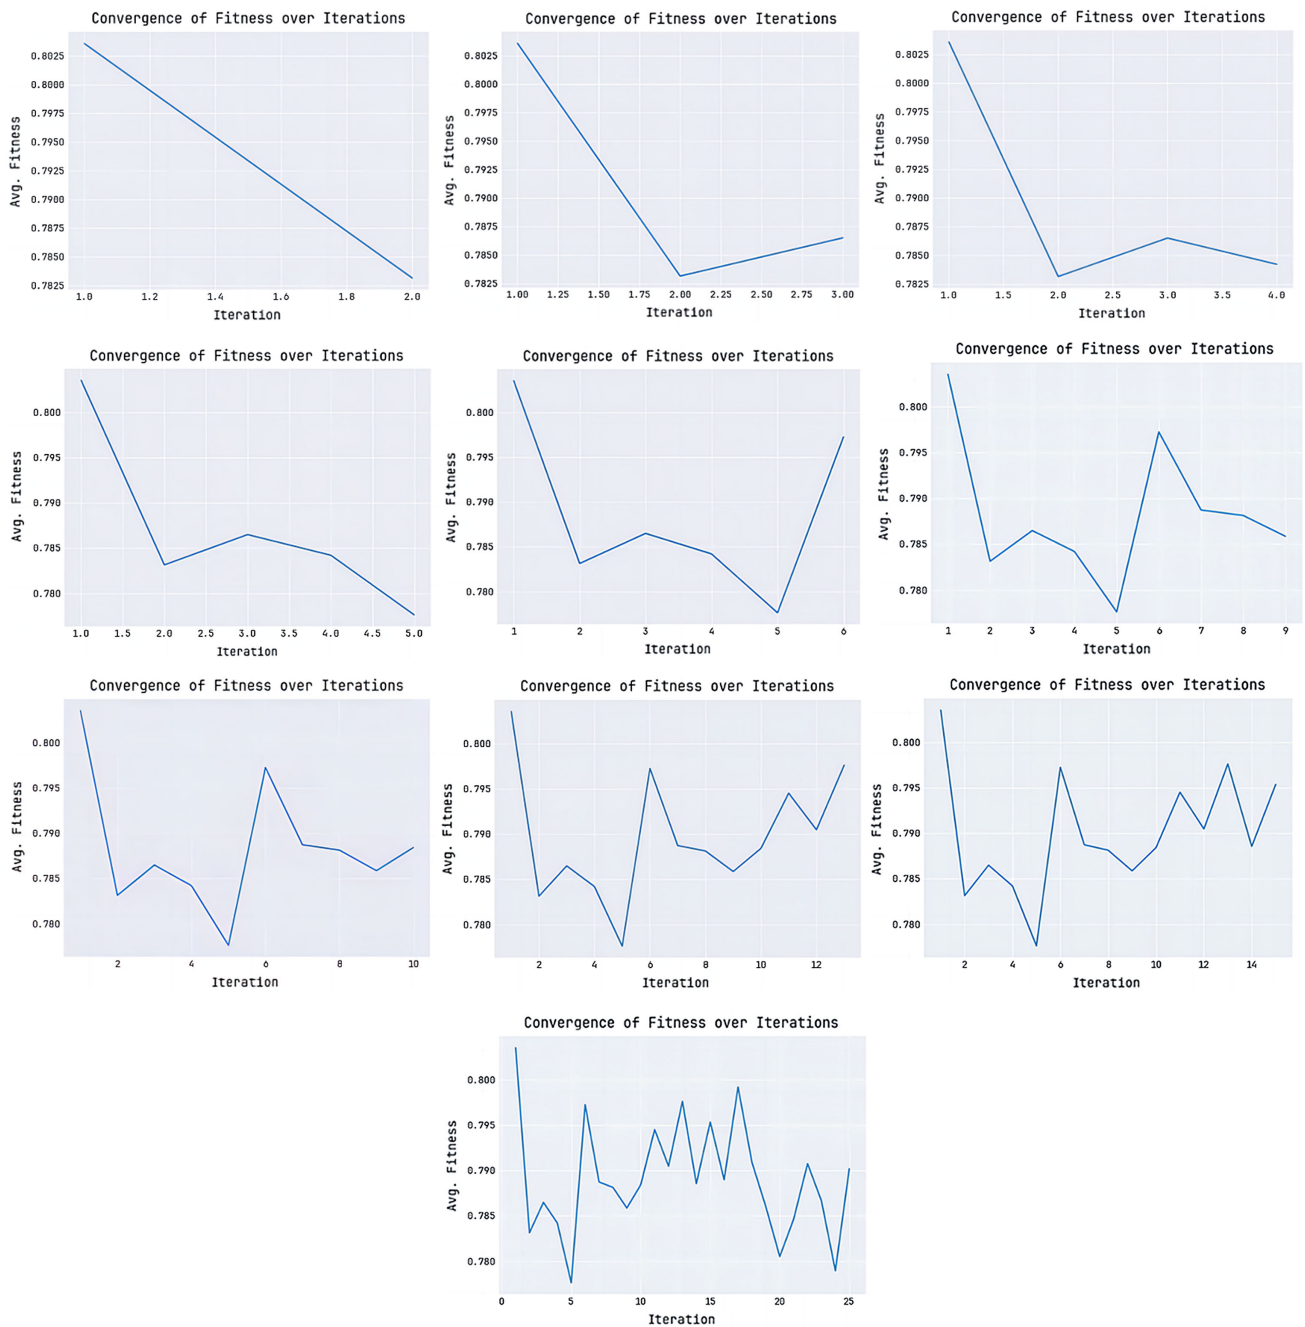 Convergence of Fitness over Iterations
Avg. Fitness
0.8025
0.8000
0.7975
0.7950
0.7925
0.7900
0.7875
0.7850
0.7825
1.0 1.2 1.4 1.6 1.8 2.0
Iteration
Convergence of Fitness over Iterations
Avg. Fitness
0.8025
0.8000
0.7975
0.7950
0.7925
0.7900
0.7875
0.7850
0.7825
1.00 1.25 1.50 1.75 2.00 2.25 2.50 2.75 3.00
Iteration
Convergence of Fitness over Iterations
Avg. Fitness
0.8025
0.8000
0.7975
0.7950
0.7925
0.7900
0.7875
0.7850
0.7825
1.0 1.5 2.0 2.5 3.0 3.5 4.0
Iteration
Convergence of Fitness over Iterations
Avg. Fitness
0.800
0.795
0.790
0.785
0.780
1.0 1.5 2.0 2.5 3.0 3.5 4.0 4.5 5.0
Iteration
Convergence of Fitness over Iterations
Avg. Fitness
0.800
0.795
0.790
0.785
0.780
1 2 3 4 5 6
Iteration
Convergence of Fitness over Iterations
Avg. Fitness
0.800
0.795
0.790
0.785
0.780
1 2 3 4 5 6 7 8 9
Iteration
Convergence of Fitness over Iterations
Avg. Fitness
0.800
0.795
0.790
0.785
0.780
2 4 6 8 10
Iteration
Convergence of Fitness over Iterations
Avg. Fitness
0.800
0.795
0.790
0.785
0.780
2 4 6 8 10 12
Iteration
Convergence of Fitness over Iterations
Avg. Fitness
0.800
0.795
0.790
0.785
0.780
2 4 6 8 10 12 14
Iteration
Convergence of Fitness over Iterations
Avg. Fitness
0.800
0.795
0.790
0.785
0.780
0 5 10 15 20 25
Iteration